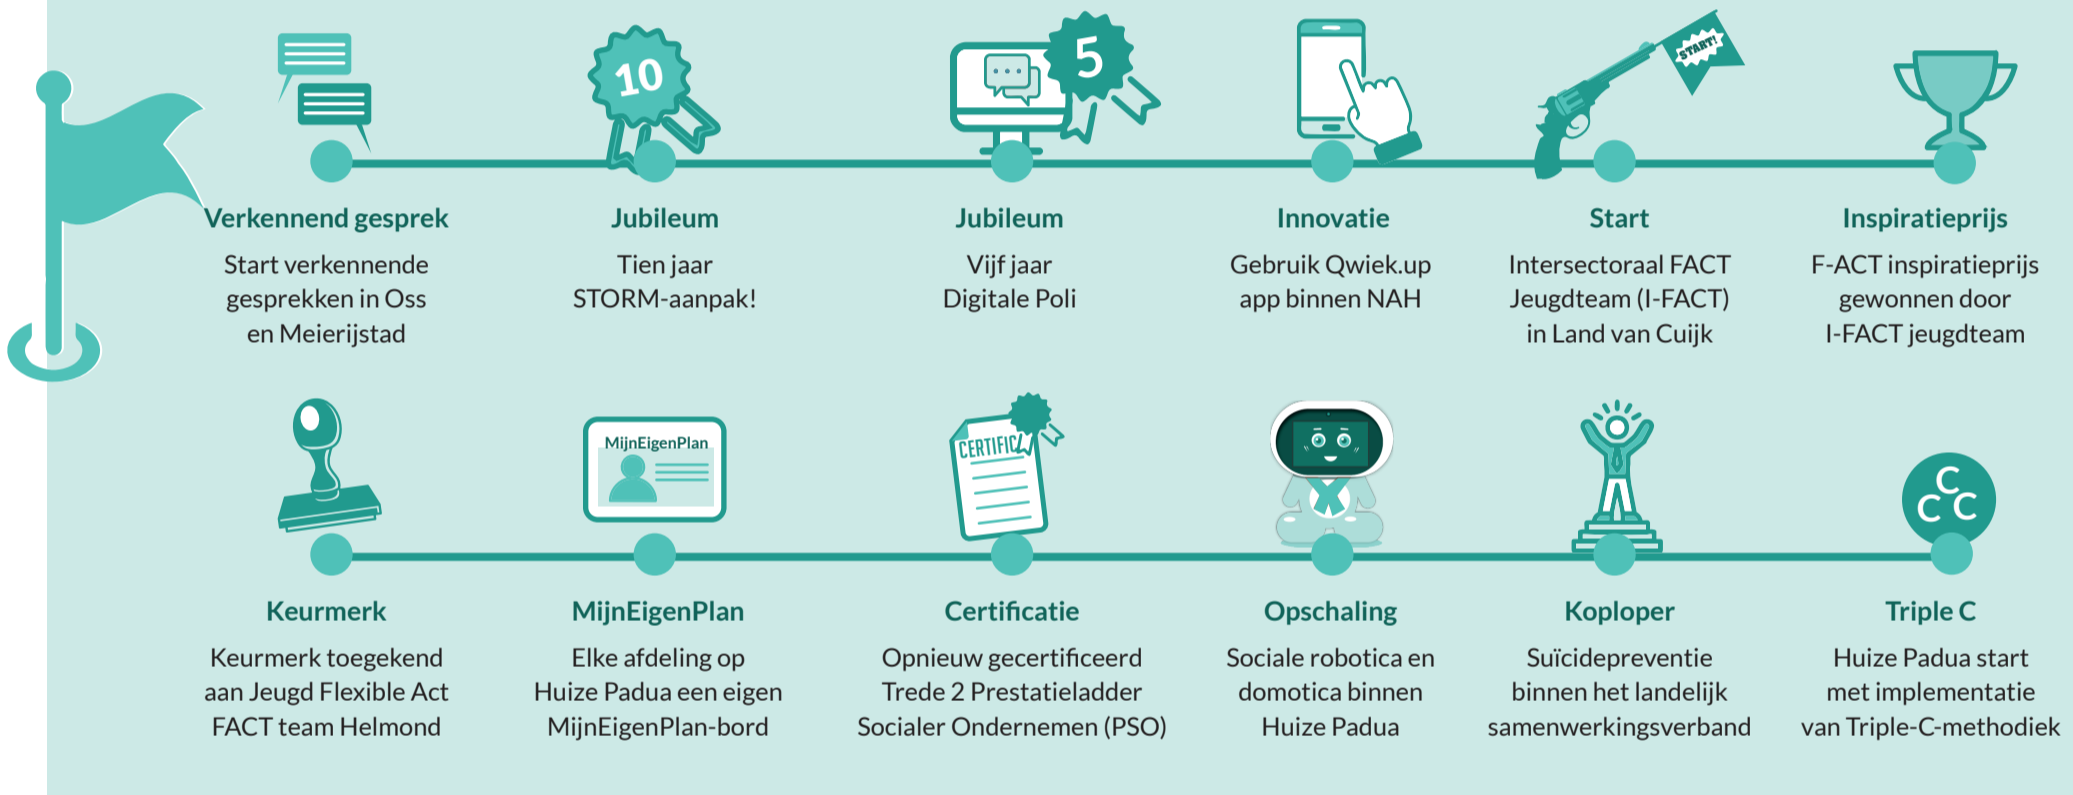 10
5
START!
Verkennend gesprek
Start verkennende
gesprekken in Oss
en Meierijstad
Jubileum
Tien jaar
STORM-aanpak!
Jubileum
Vijf jaar
Digitale Poli
Innovatie
Gebruik Qwiek.up
app binnen NAH
Start
Intersectoraal FACT
Jeugdteam (I-FACT)
in Land van Cuijk
Inspiratieprijs
F-ACT inspiratieprijs
gewonnen door
I-FACT jeugdteam
MijnEigenPlan
CERTIFIC
C
C C
Keurmerk
Keurmerk toegekend
aan Jeugd Flexible Act
FACT team Helmond
MijnEigenPlan
Elke afdeling op
Huize Padua een eigen
MijnEigenPlan-bord
Certificatie
Opnieuw gecertificeerd
Trede 2 Prestatieladder
Socialer Ondernemen (PSO)
Opschaling
Sociale robotica en
domotica binnen
Huize Padua
Koploper
Suïcidepreventie
binnen het landelijk
samenwerkingsverband
Triple C
Huize Padua start
met implementatie
van Triple-C-methodiek